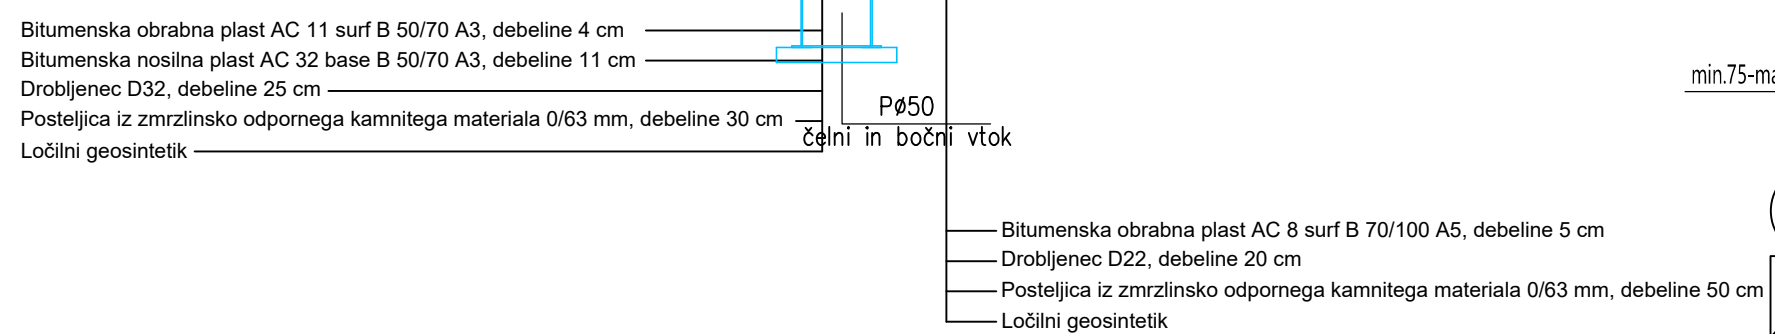 Bitumenska obrabna plast AC 11 surf B 50/70 A3, debeline 4 cm
Bitumenska nosilna plast AC 32 base B 50/70 A3, debeline 11 cm
Drobljenec D32, debeline 25 cm
Posteljica iz zmrzlinsko odpornega kamnitega materiala 0/63 mm, debeline 30 cm
Ločilni geosintetik
Pø50
čelni in bočni vtok
min.75-ma
Bitumenska obrabna plast AC 8 surf B 70/100 A5, debeline 5 cm
Drobljenec D22, debeline 20 cm
Posteljica iz zmrzlinsko odpornega kamnitega materiala 0/63 mm, debeline 50 cm
Ločilni geosintetik